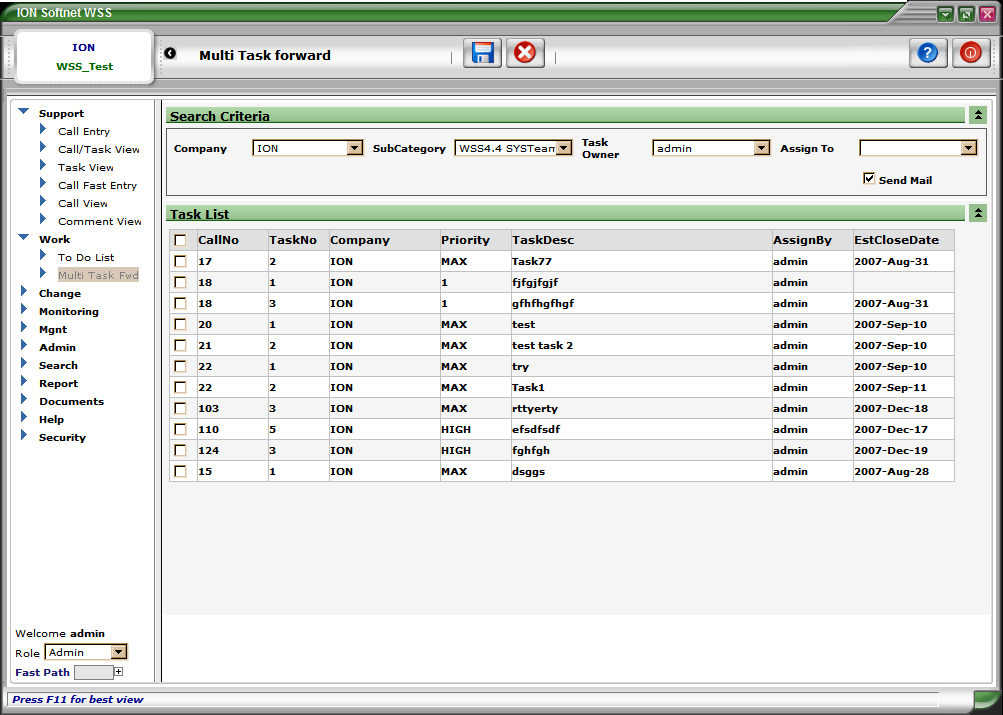 ION Softnet WSS
ION
WSS_Test
Multi Task forward
Support
Call Entry
Call/Task View
Task View
Call Fast Entry
Call View
Comment View
Work
To Do List
Multi Task Fwd
Change
Monitoring
Mgnt
Admin
Search
Report
Documents
Help
Security
Welcome admin
Role Admin
Fast Path
Search Criteria
Company ION SubCategory WSS4.4 SYSTeam Task Owner admin Assign To
Send Mail
Task List
CallNo TaskNo Company Priority TaskDesc AssignBy EstCloseDate
17 2 ION MAX Task77 admin 2007-Aug-31
18 1 ION 1 fjfgjfgjf admin
18 3 ION 1 gfhfhgfhgf admin 2007-Aug-31
20 1 ION MAX test admin 2007-Sep-10
21 2 ION MAX test task 2 admin 2007-Sep-10
22 1 ION MAX try admin 2007-Sep-10
22 2 ION MAX Task1 admin 2007-Sep-11
103 3 ION MAX rttyerty admin 2007-Dec-18
110 5 ION HIGH efsdfsdf admin 2007-Dec-17
124 3 ION HIGH fghfgh admin 2007-Dec-19
15 1 ION MAX dsggs admin 2007-Aug-28
Press F11 for best view